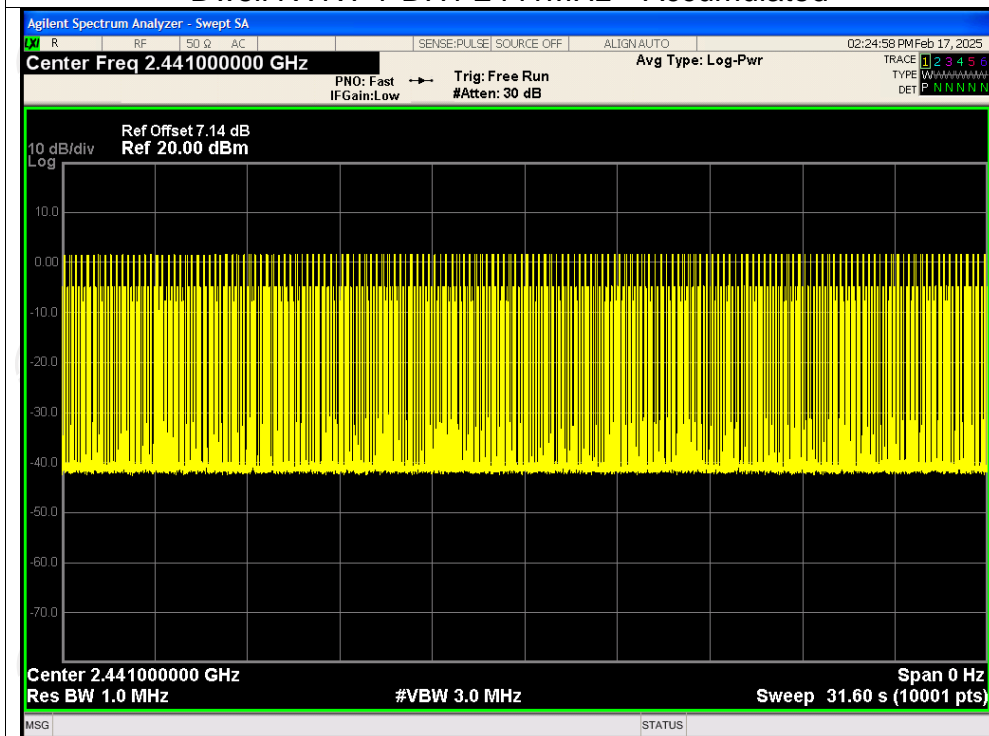 Agilent Spectrum Analyzer - Swept SA
LXI R RF 50 Ω AC SENSE:PULSE SOURCE OFF ALIGNAUTO 02:24:58 PMFeb 17, 2025
Center Freq 2.441000000 GHz Avg Type: Log-Pwr TRACE 1 2 3 4 5 6
PNO: Fast Trig: Free Run TYPE WWWWWW
IFGain:Low #Atten: 30 dB DET P N N N N N
Ref Offset 7.14 dB
10 dB/div Ref 20.00 dBm
Log
10.0
0.00
-10.0
-20.0
-30.0
-40.0
-50.0
-60.0
-70.0
Center 2.441000000 GHz Span 0 Hz
Res BW 1.0 MHz #VBW 3.0 MHz Sweep 31.60 s (10001 pts)
MSG STATUS